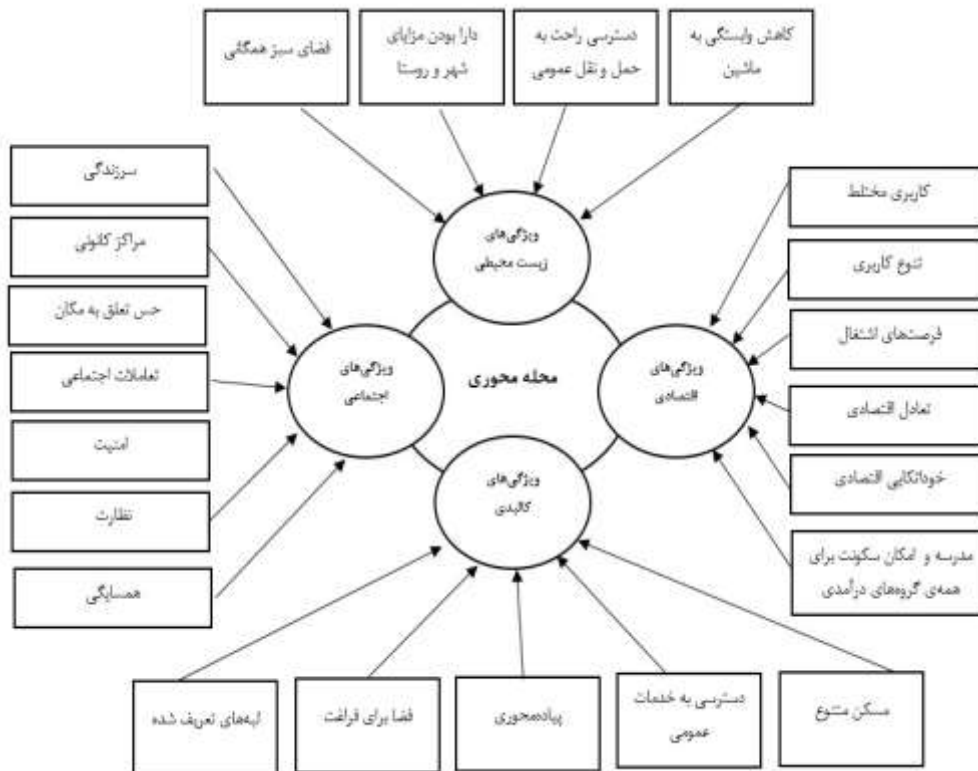 فضای سبز همگانی
دارا بودن مزایای
شهر و روستا
دسترسی راحت به
حمل و نقل عمومی
کاهش وابستگی به
ماشین
سرزندگی
مراکز کانونی
حس تعلق به مکان
تعاملات اجتماعی
امنیت
نظارت
همسایگی
ویژگی‌های
زیست محیطی
ویژگی‌های
اجتماعی
محله محوری
ویژگی‌های
اقتصادی
ویژگی‌های
کالبدی
کاربری مختلط
تنوع کاربری
فرصت‌های اشتغال
تعادل اقتصادی
خوداتکایی اقتصادی
مدرسه و امکان سکونت برای
همه‌ی گروه‌های درآمدی
لبه‌های تعریف شده
فضا برای فراغت
پیاده‌محوری
دسترسی به خدمات
عمومی
مسکن متنوع